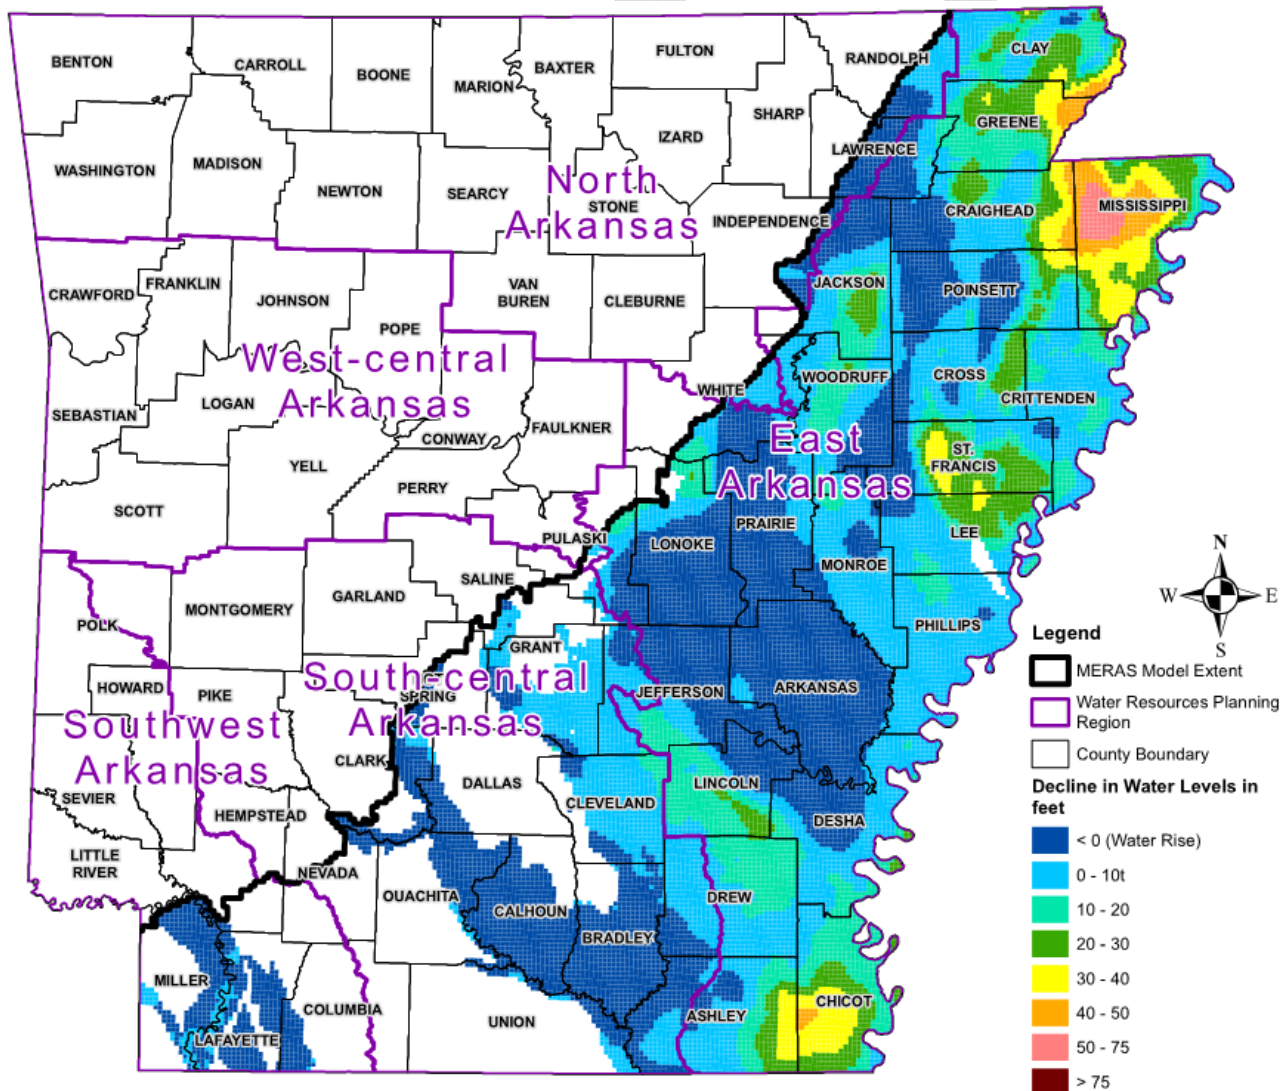 BENTON
CARROLL
BOONE
MARION
BAXTER
FULTON
RANDOLPH
CLAY
SHARP
IZARD
GREENE
LAWRENCE
WASHINGTON
MADISON
NEWTON
SEARCY
North
Arkansas
STONE
INDEPENDENCE
CRAIGHEAD
MISSISSIPPI
CRAWFORD
FRANKLIN
JOHNSON
POPE
VAN
BUREN
CLEBURNE
JACKSON
POINSETT
West-central
Arkansas
SEBASTIAN
LOGAN
CONWAY
FAULKNER
WHITE
WOODRUFF
CROSS
CRITTENDEN
East
Arkansas
ST.
FRANCIS
YELL
PERRY
SCOTT
PULASKI
LONOKE
PRAIRIE
LEE
MONROE
SALINE
GARLAND
MONTGOMERY
POLK
PHILLIPS
GRANT
South-central
Arkansas
SPRING
HOWARD
PIKE
JEFFERSON
ARKANSAS
Southwest
Arkansas
CLARK
DALLAS
LINCOLN
SEVIER
HEMPSTEAD
CLEVELAND
DESHA
LITTLE
RIVER
NEVADA
OUACHITA
CALHOUN
DREW
BRADLEY
MILLER
COLUMBIA
UNION
ASHLEY
CHICOT
LAFAYETTE
N
W
E
S
Legend
MERAS Model Extent
Water Resources Planning
Region
County Boundary
Decline in Water Levels in
feet
< 0 (Water Rise)
0 - 10t
10 - 20
20 - 30
30 - 40
40 - 50
50 - 75
> 75